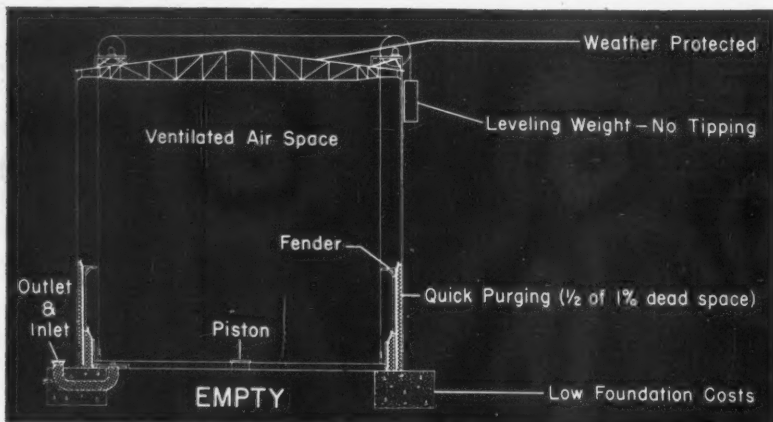 Weather Protected
Leveling Weight – No Tipping
Ventilated Air Space
Fender
Outlet
&
Inlet
Quick Purging (½ of 1% dead space)
Piston
EMPTY
Low Foundation Costs